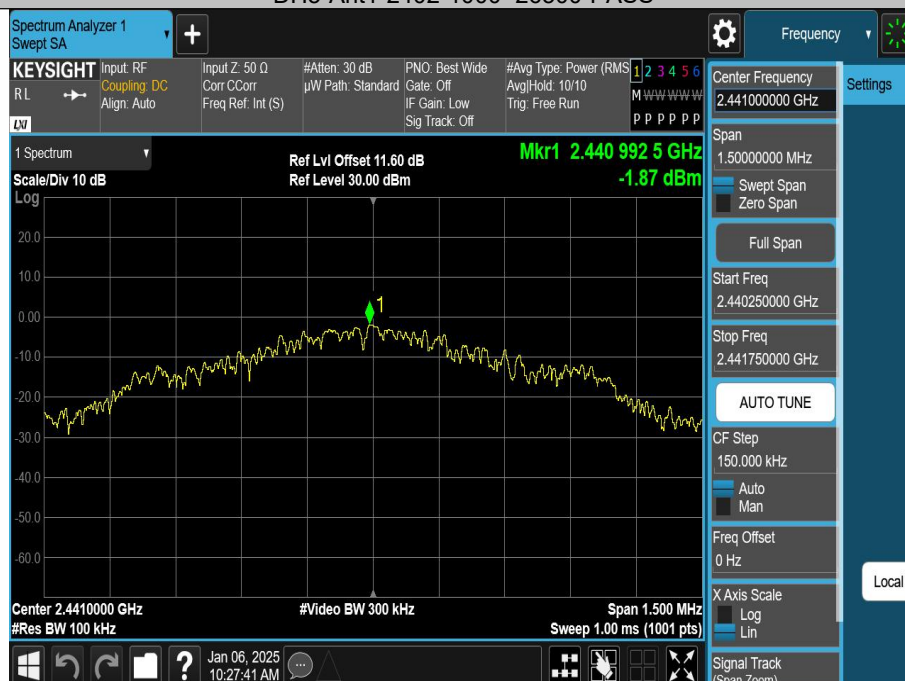 Spectrum Analyzer 1
Swept SA
Frequency
KEYSIGHT
RL
LXI
Input: RF
Coupling: DC
Align: Auto
Input Z: 50 Ω
Corr CCorr
Freq Ref: Int (S)
#Atten: 30 dB
µW Path: Standard
PNO: Best Wide
Gate: Off
IF Gain: Low
Sig Track: Off
#Avg Type: Power (RMS
Avg|Hold: 10/10
Trig: Free Run
1 2 3 4 5 6
M W W W W W
P P P P P P
1 Spectrum
Scale/Div 10 dB
Log
Ref Lvl Offset 11.60 dB
Ref Level 30.00 dBm
Mkr1 2.440 992 5 GHz
-1.87 dBm
20.0
10.0
0.00
-10.0
-20.0
-30.0
-40.0
-50.0
-60.0
1
Center 2.4410000 GHz
#Res BW 100 kHz
#Video BW 300 kHz
Span 1.500 MHz
Sweep 1.00 ms (1001 pts)
Center Frequency
2.441000000 GHz
Settings
Span
1.50000000 MHz
Swept Span
Zero Span
Full Span
Start Freq
2.440250000 GHz
Stop Freq
2.441750000 GHz
AUTO TUNE
CF Step
150.000 kHz
Auto
Man
Freq Offset
0 Hz
Local
X Axis Scale
Log
Lin
Signal Track
(Span Zoom)
?
Jan 06, 2025
10:27:41 AM